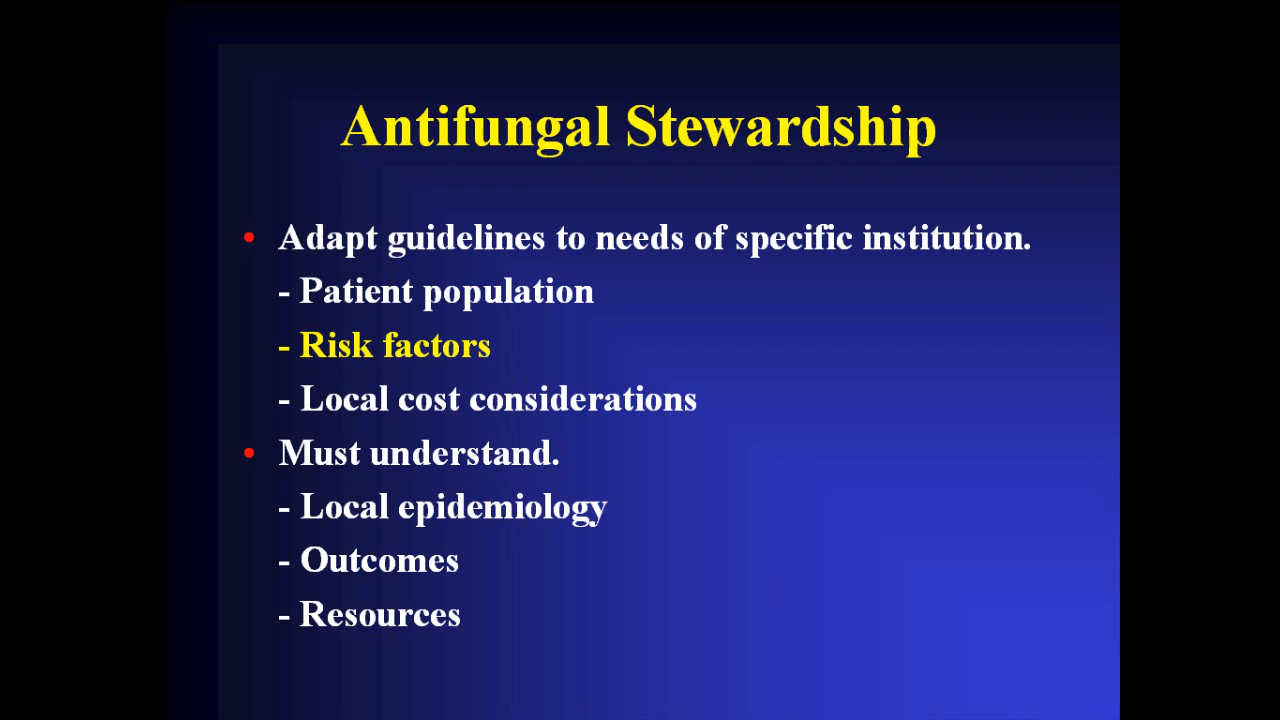 Antifungal Stewardship
• Adapt guidelines to needs of specific institution.
- Patient population
- Risk factors
- Local cost considerations
• Must understand.
- Local epidemiology
- Outcomes
- Resources